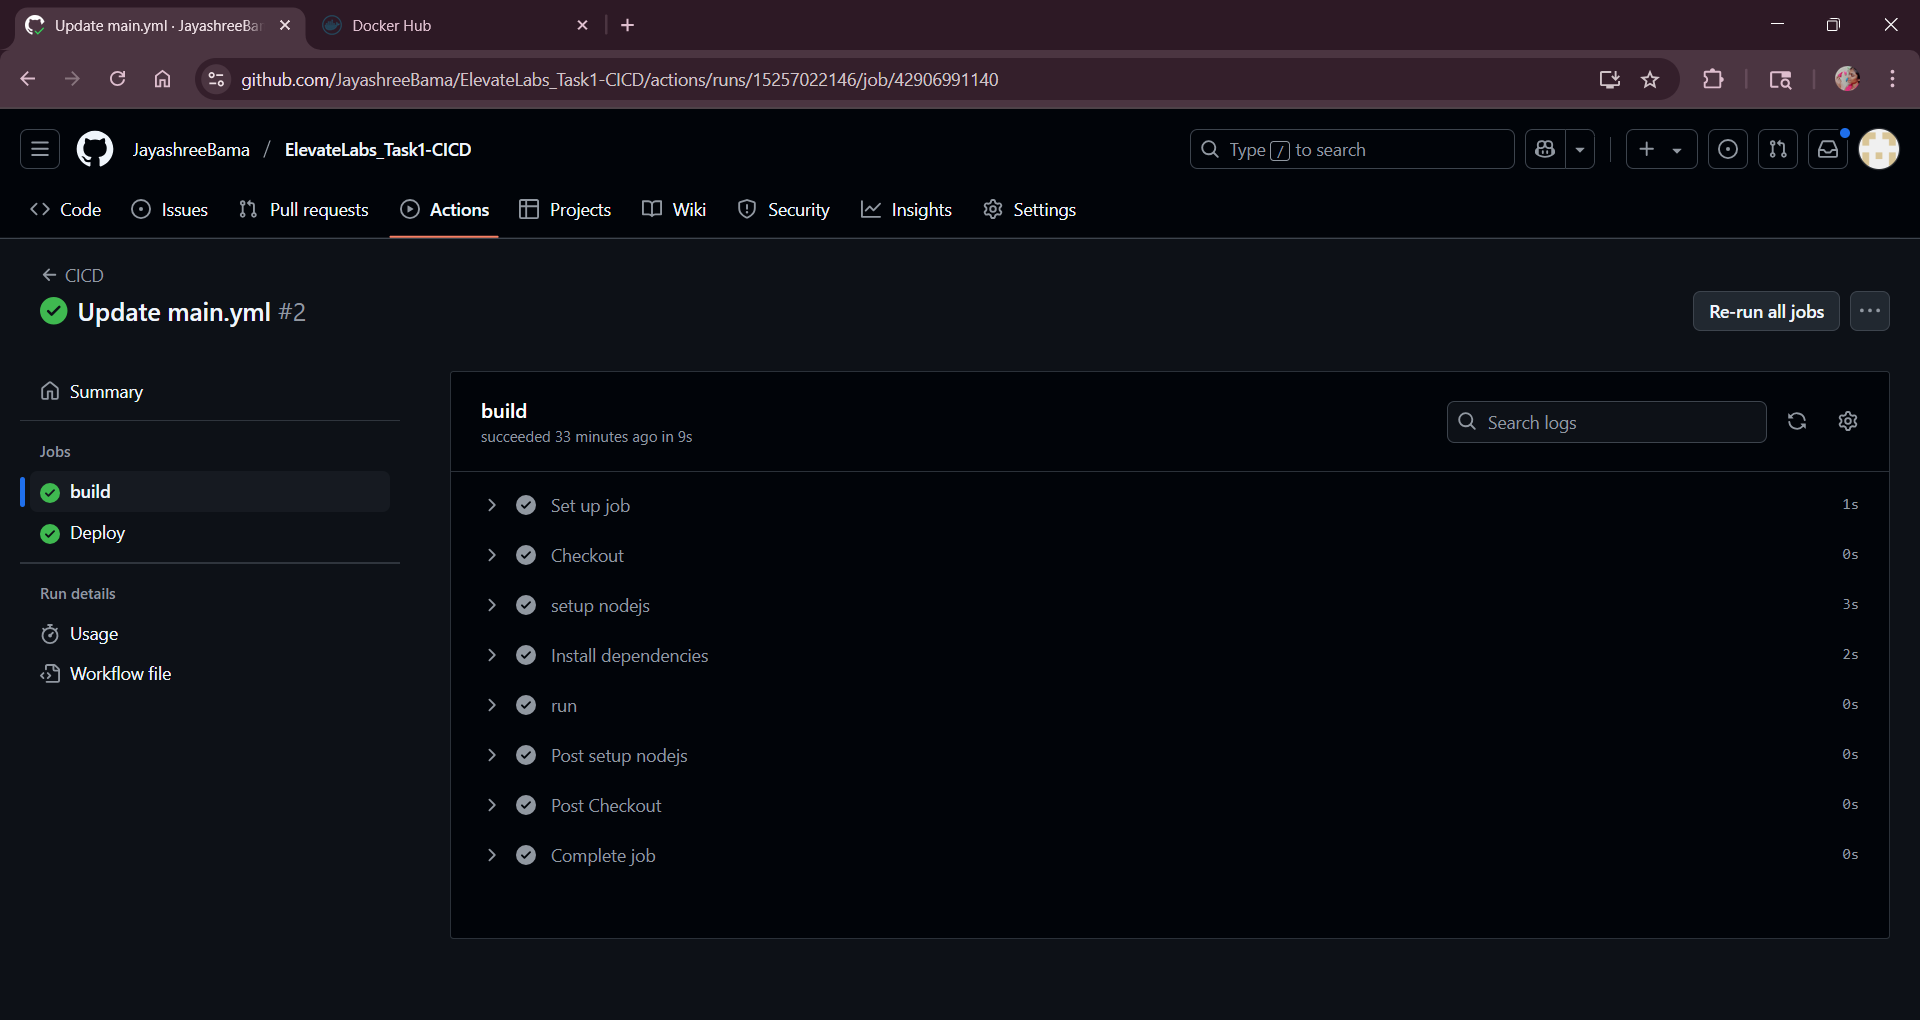 Update main.yml · JayashreeBa
Docker Hub
github.com/JayashreeBama/ElevateLabs_Task1-CICD/actions/runs/15257022146/job/42906991140
JayashreeBama / ElevateLabs_Task1-CICD
Type / to search
Code
Issues
Pull requests
Actions
Projects
Wiki
Security
Insights
Settings
CICD
Update main.yml #2
Re-run all jobs
Summary
Jobs
build
Deploy
Run details
Usage
Workflow file
build
succeeded 33 minutes ago in 9s
Search logs
Set up job 1s
Checkout 0s
setup nodejs 3s
Install dependencies 2s
run 0s
Post setup nodejs 0s
Post Checkout 0s
Complete job 0s